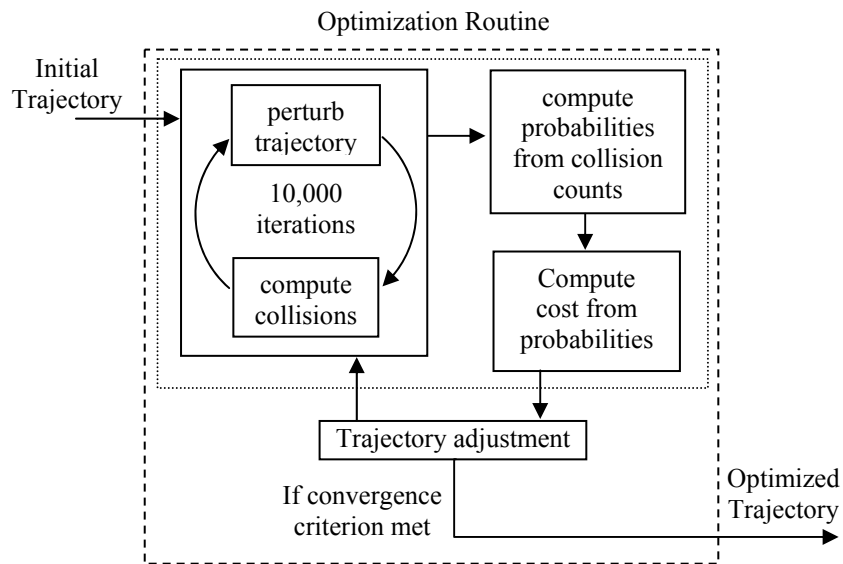 Optimization Routine
Initial
Trajectory
perturb
trajectory
10,000
iterations
compute
collisions
compute
probabilities
from collision
counts
Compute
cost from
probabilities
Trajectory adjustment
If convergence
criterion met
Optimized
Trajectory